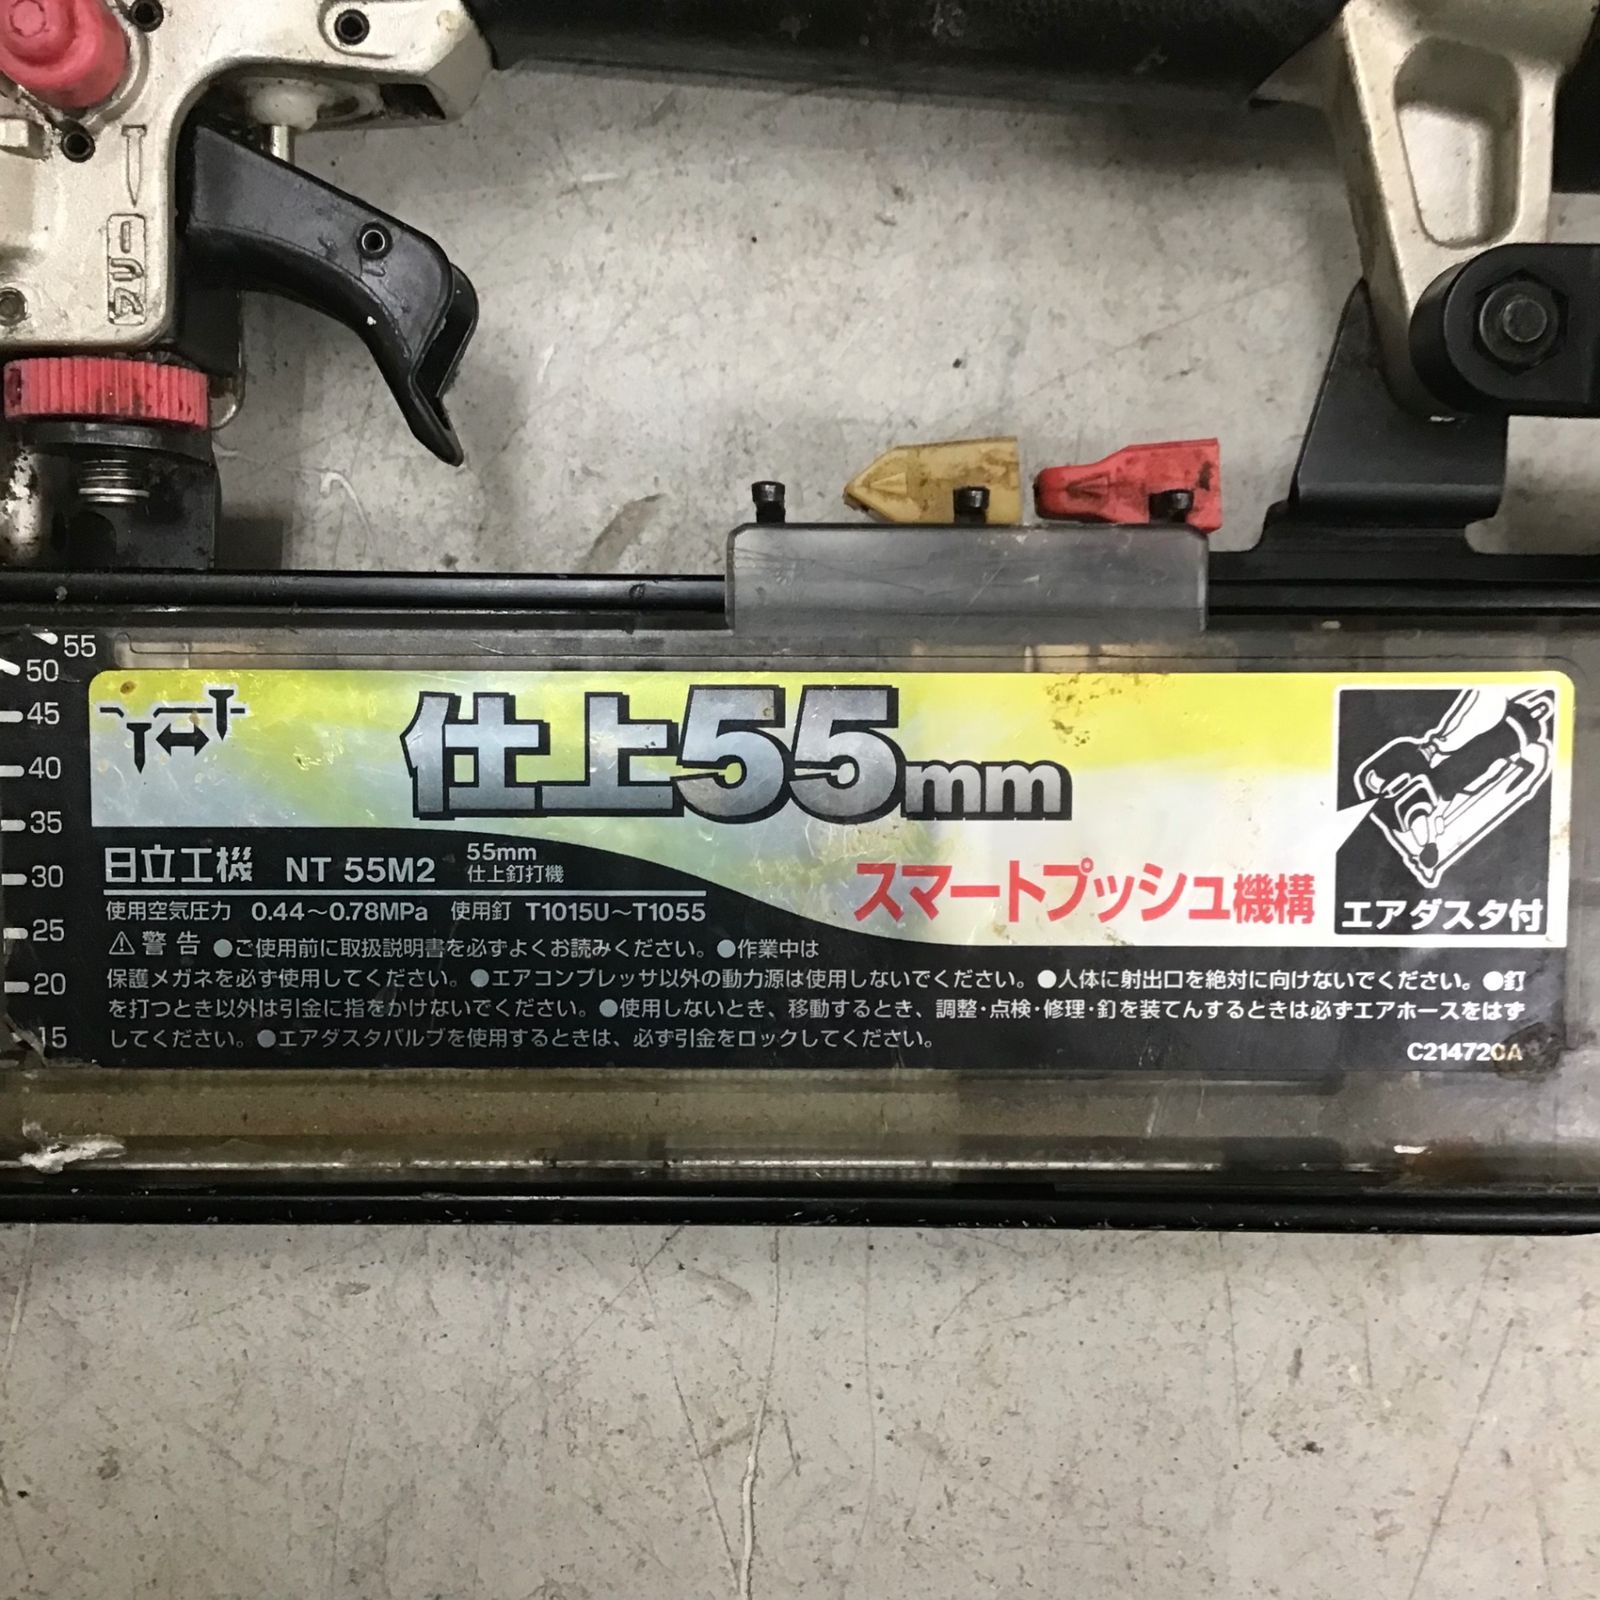 55
50
45
40
35
30
25
20
15
仕上55mm
スマートプッシュ機構
エアダスタ付
日立工機 NT 55M2 55mm 仕上釘打機
使用空気圧力 0.44～0.78MPa 使用釘 T1015U～T1055
⚠警告 ●ご使用前に取扱説明書を必ずよくお読みください。●作業中は
保護メガネを必ず使用してください。●エアコンプレッサ以外の動力源は使用しないでください。●人体に射出口を絶対に向けないでください。●釘
を打つとき以外は引金に指をかけないでください。●使用しないとき、移動するとき、調整・点検・修理・釘を装てんするときは必ずエアホースをはず
してください。●エアダスタバルブを使用するときは、必ず引金をロックしてください。
C214720A